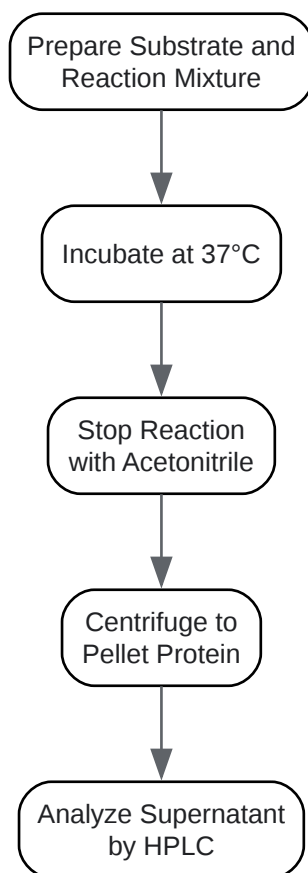 Prepare Substrate and
Reaction Mixture
Incubate at 37°C
Stop Reaction
with Acetonitrile
Centrifuge to
Pellet Protein
Analyze Supernatant
by HPLC